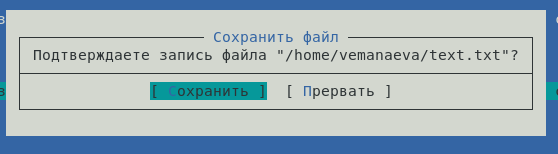 Сохранить файл
Подтверждаете запись файла "/home/vemanaeva/text.txt"?
[ Сохранить ] [ Прервать ]